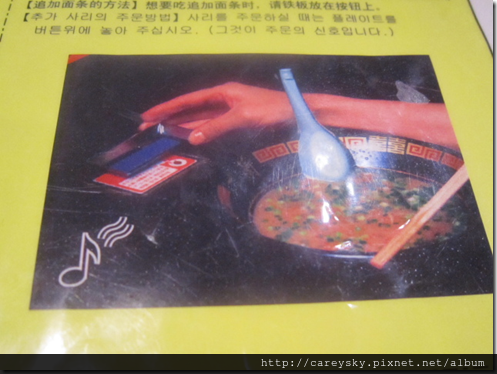 【追加面条的方法】想要吃追加面条时，请铁板放在按钮上。
【추가 사리의 주문방법】사리를 주문하실 때는 플레이트를
버튼위에 놓아 주십시오. (그것이 주문의 신호입니다.)
http://careysky.pixnet.net/album